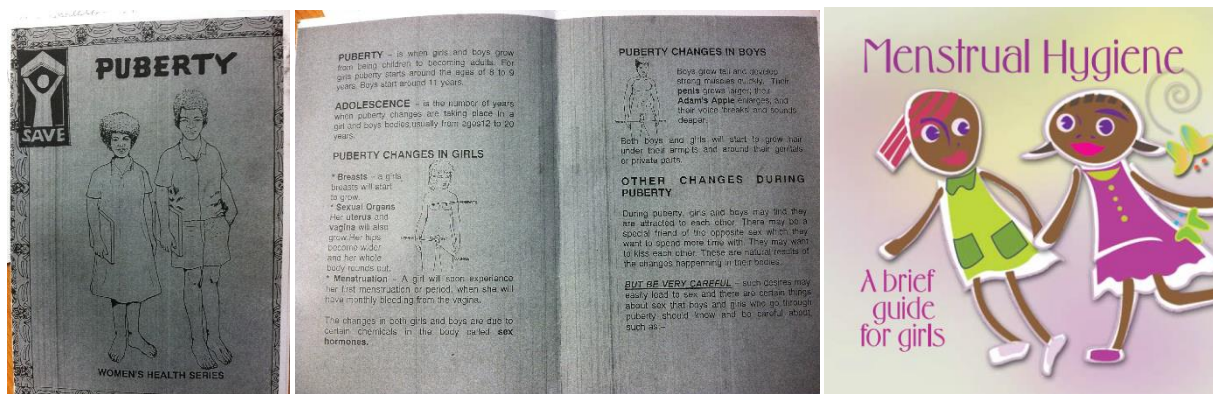 PUBERTY
SAVE
WOMEN'S HEALTH SERIES
PUBERTY – is when girls and boys grow
from being children to becoming adults. For
girls puberty starts around the ages of 8 to 9
years. Boys start around 11 years.
ADOLESCENCE – is the number of years
when puberty changes are taking place in a
girl and boys bodies, usually from ages12 to 20
years.
PUBERTY CHANGES IN GIRLS
* Breasts – a girls
breasts will start
to grow.
* Sexual Organs
Her uterus and
vagina will also
grow.Her hips
become wider
and her whole
body rounds out.
* Menstruation – A girl will soon experience
her first menstruation or period, when she will
have monthly bleeding from the vagina.
The changes in both girls and boys are due to
certain chemicals in the body called sex
hormones.
PUBERTY CHANGES IN BOYS
Boys grow tall and develop
strong muscles quickly. Their
penis grows larger, their
Adam's Apple enlarges, and
their voice 'breaks' and sounds
deeper.
Both boys and girls will start to grow hair
under their armpits and around their genitals
or private parts.
OTHER CHANGES DURING
PUBERTY
During puberty, girls and boys may find they
are attracted to each other. There may be a
special friend of the opposite sex which they
want to spend more time with. They may want
to kiss each other. These are natural results of
the changes happening in their bodies.
BUT BE VERY CAREFUL – such desires may
easily lead to sex and there are certain things
about sex that boys and girls who go through
puberty should know and be careful about
such as –
Menstrual Hygiene
A brief
guide
for girls